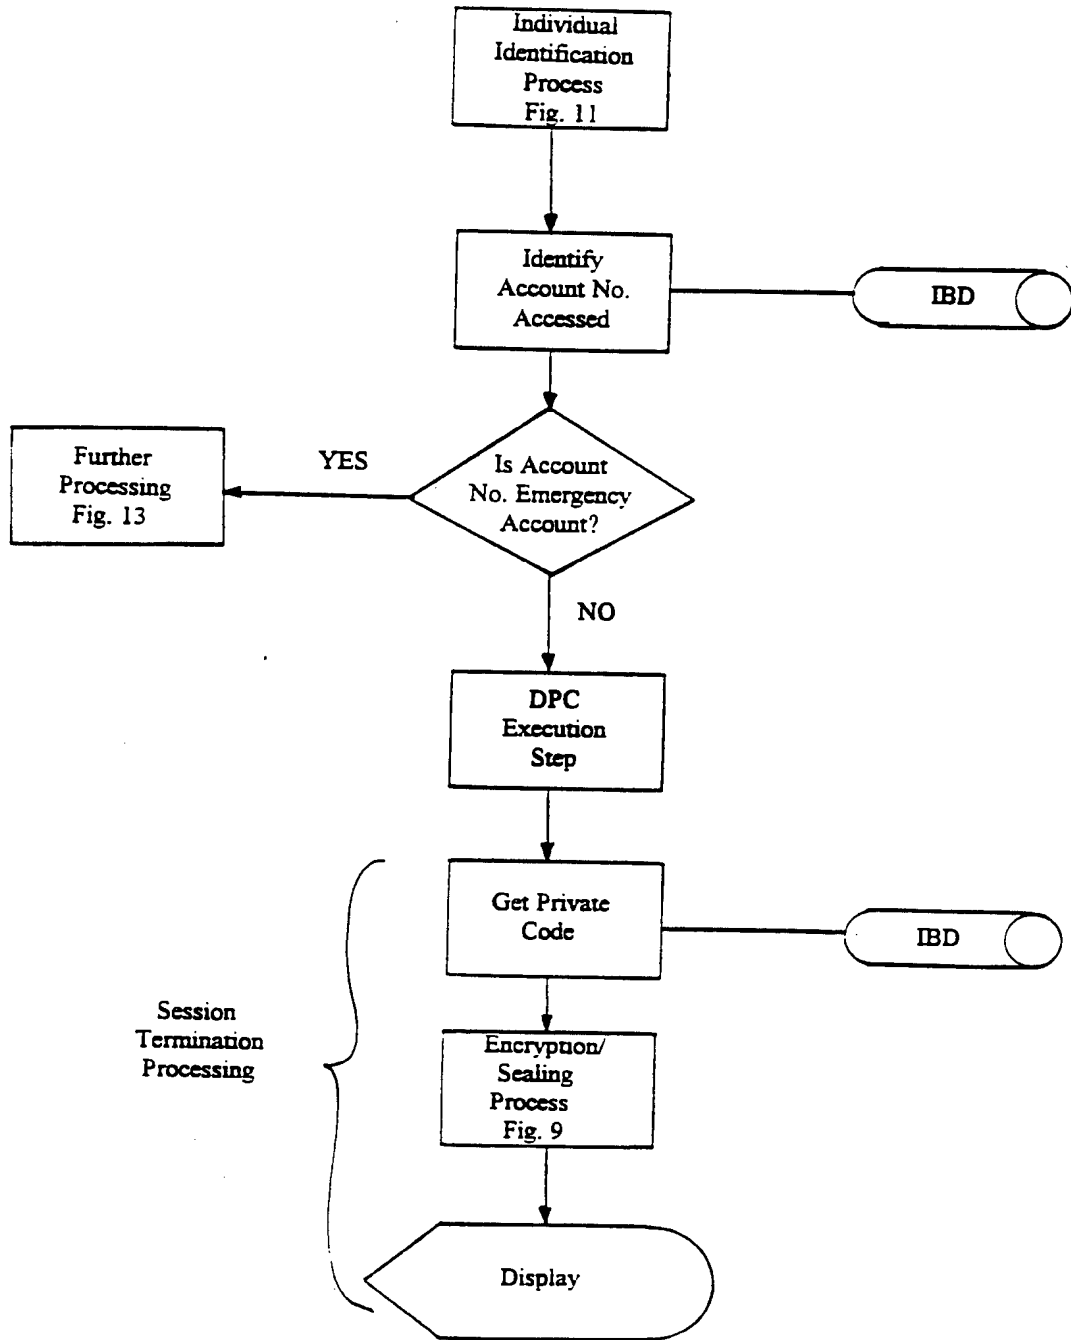 Individual
Identification
Process
Fig. 11
Identify
Account No.
Accessed
IBD
Further
Processing
Fig. 13
YES
Is Account
No. Emergency
Account?
NO
DPC
Execution
Step
Get Private
Code
IBD
Session
Termination
Processing
Encryption/
Sealing
Process
Fig. 9
Display